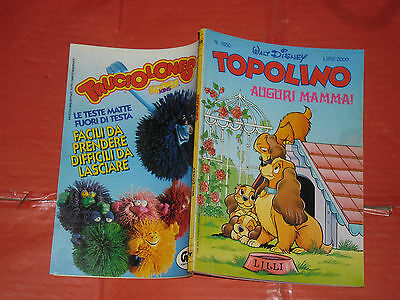 TRUCIOLONES
KING
LE TESTE MATTE
FUORI DI TESTA
FACILI DA
PRENDERE
DIFFICILI DA
LASCIARE
WALT DISNEY
LIRE 2000
TOPOLINO
AUGURI MAMMA!
LILLI